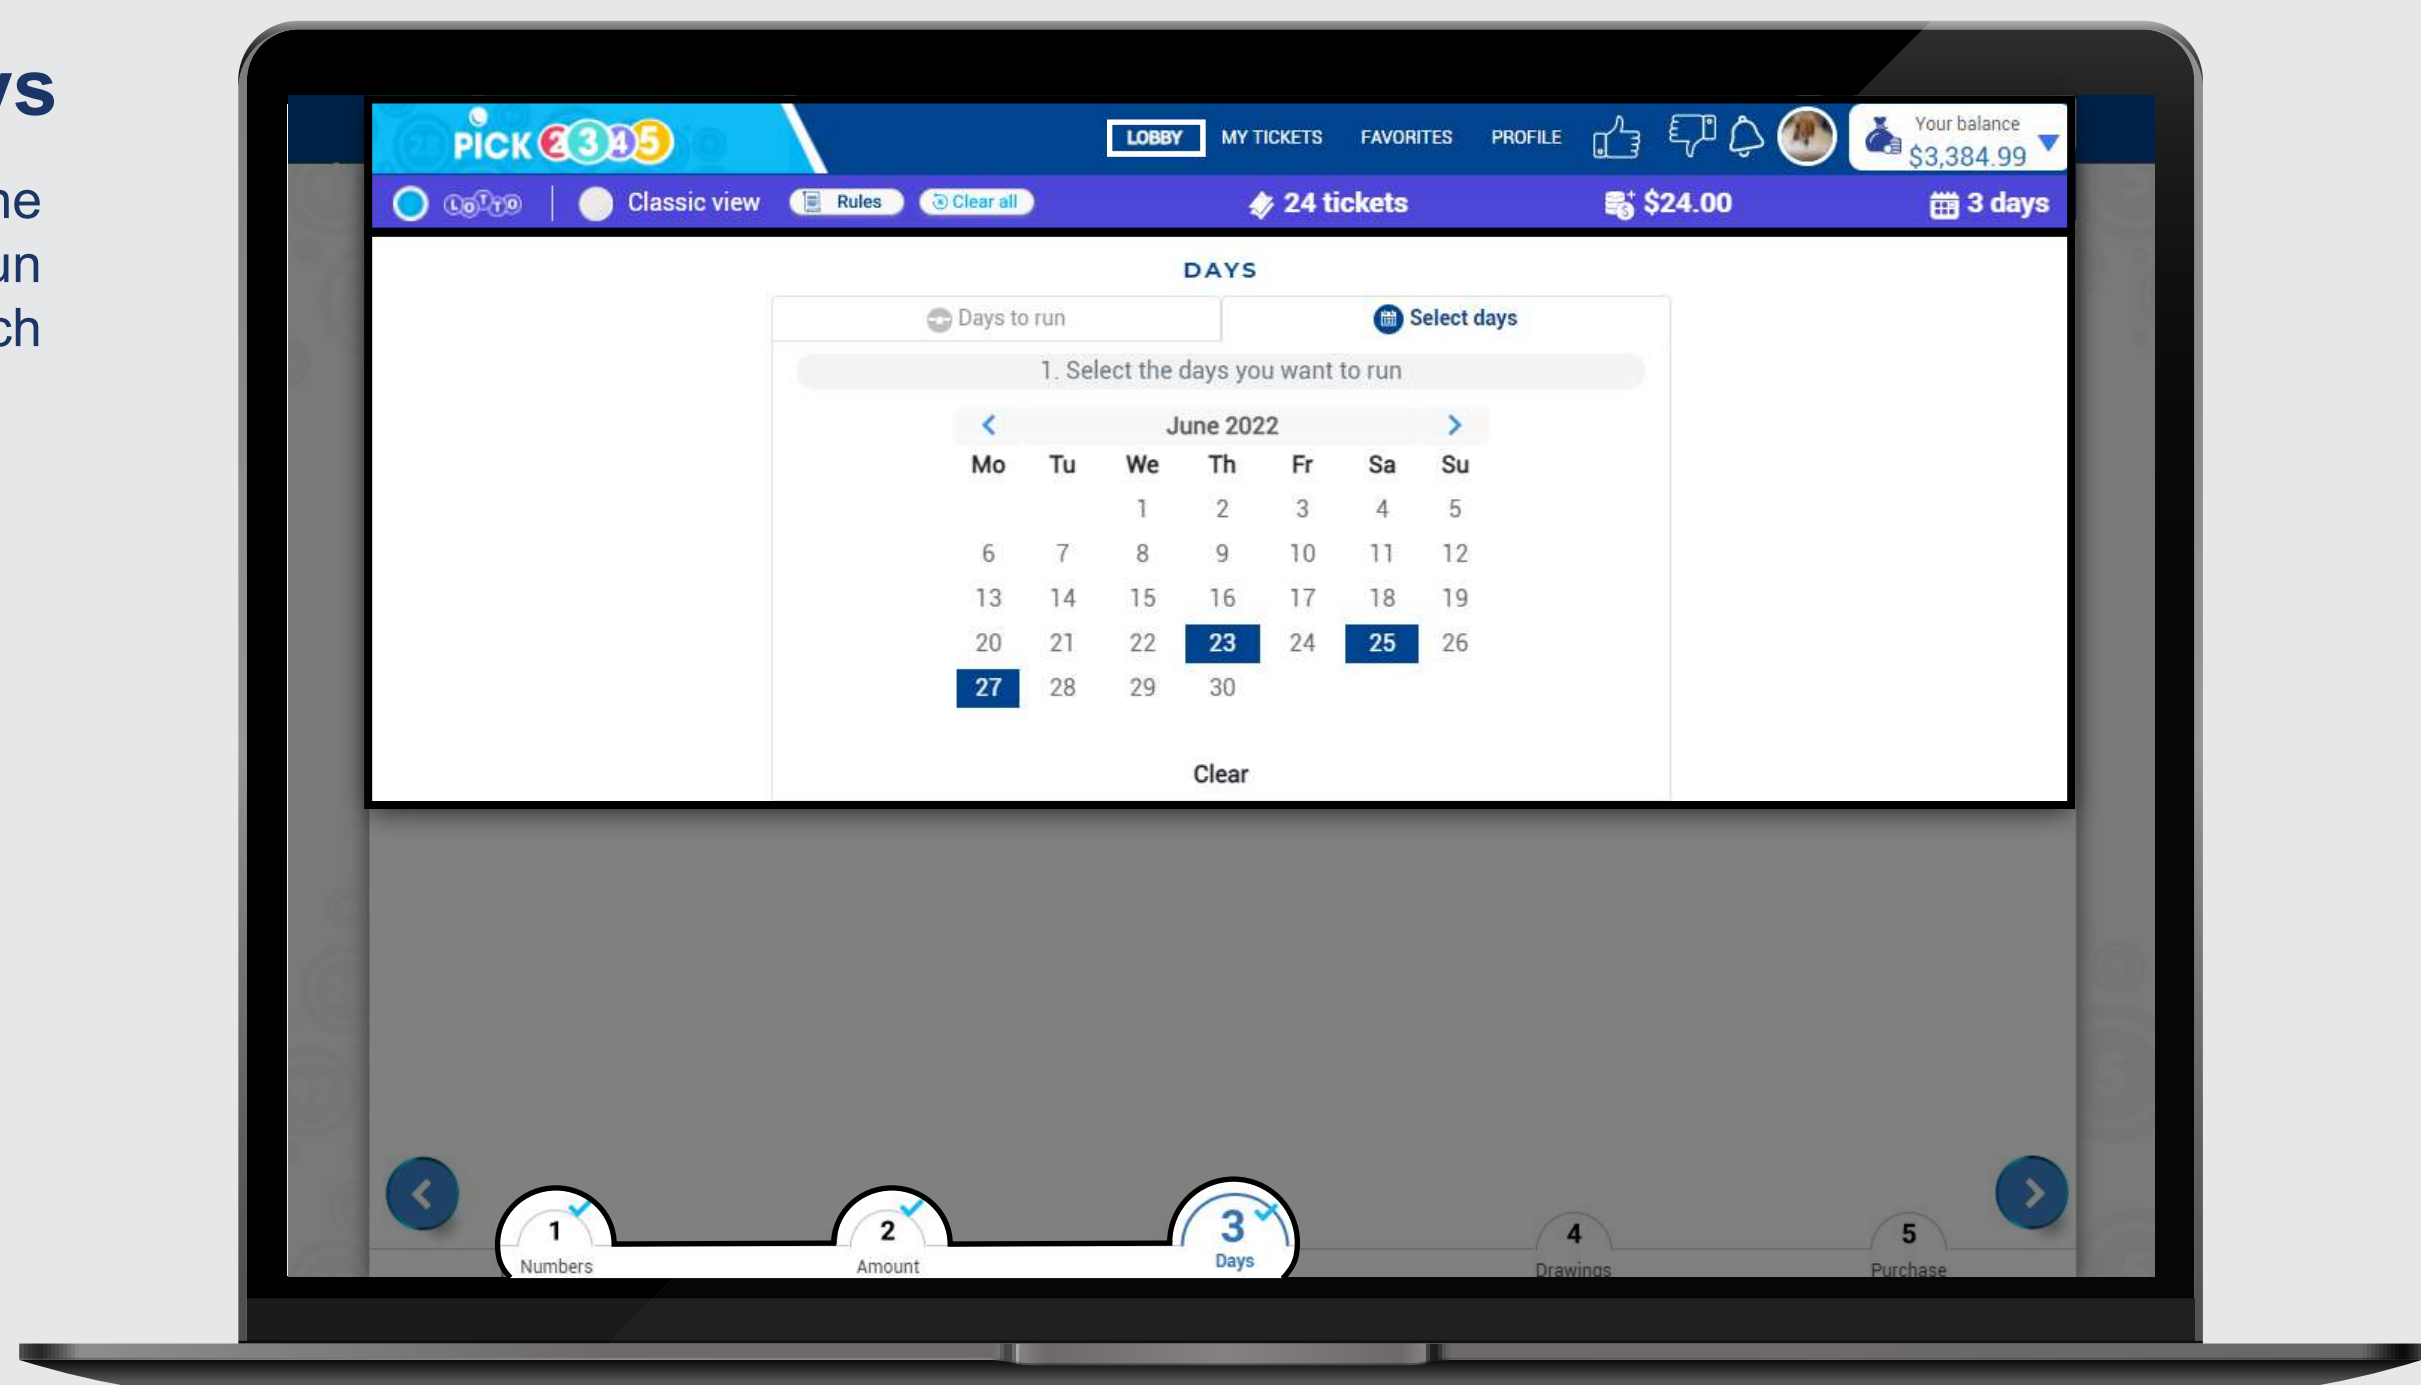 PiCK 2345
LOBBY MY TICKETS FAVORITES PROFILE
Your balance
$3,384.99
LOTTO Classic view Rules Clear all 24 tickets $24.00 3 days
DAYS
Days to run Select days
1. Select the days you want to run
June 2022
Mo Tu We Th Fr Sa Su
1 2 3 4 5
6 7 8 9 10 11 12
13 14 15 16 17 18 19
20 21 22 23 24 25 26
27 28 29 30
Clear
1 2 3 4 5
Numbers Amount Days Drawings Purchase